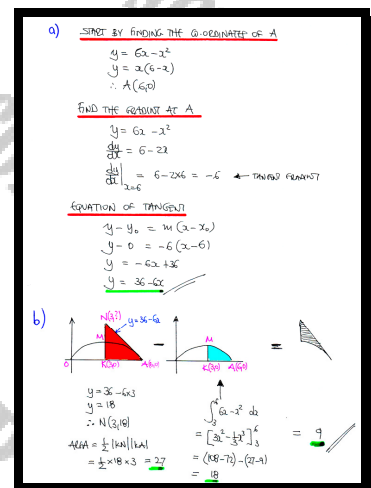 a) START BY FINDING THE CO-ORDINATES OF A
y = 6x - x²
y = x(6-x)
∴ A(6,0)
FIND THE GRADIENT AT A
y = 6x - x²
dy/dx = 6 - 2x
dy/dx |x=6 = 6 - 2×6 = -6 ← TANGENT GRADIENT
EQUATION OF TANGENT
y - y₀ = m(x - x₀)
y - 0 = -6(x-6)
y = -6x + 36
y = 36 - 6x
b)
N(3,?) y = 36-6x
M
O K(3,0) A(6,0)
-
M
K(3,0) A(6,0)
=
y = 36 - 6×3
y = 18
∴ N(3,18)
AREA = ½ |KN||KA|
= ½ × 18 × 3 = 27
∫₃⁶ 6x - x² dx
= [3x² - ⅓x³]₃⁶
= (108-72) - (27-9)
= 18
= 9